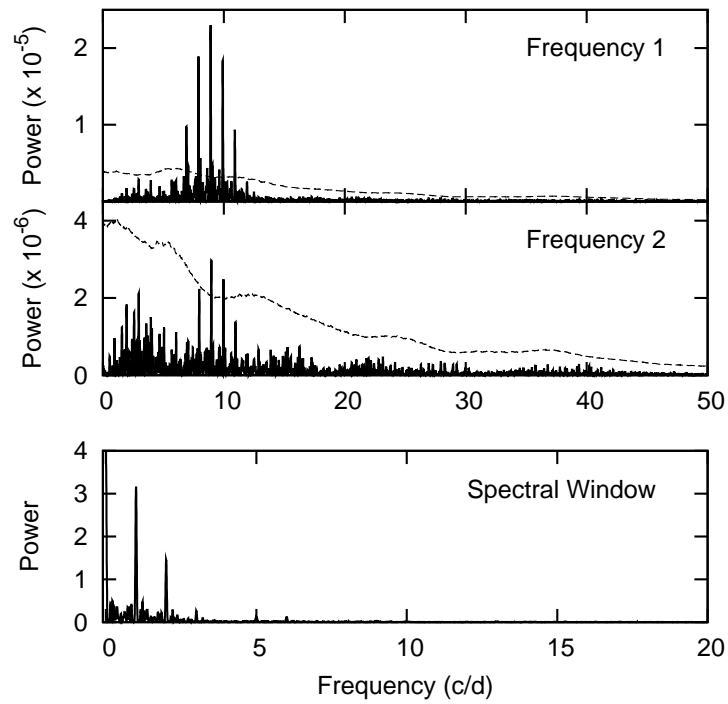 Power (x 10⁻⁵)
2
1
Frequency 1
Power (x 10⁻⁶)
4
2
0
Frequency 2
0 10 20 30 40 50
Power
4
3
2
1
0
Spectral Window
0 5 10 15 20
Frequency (c/d)